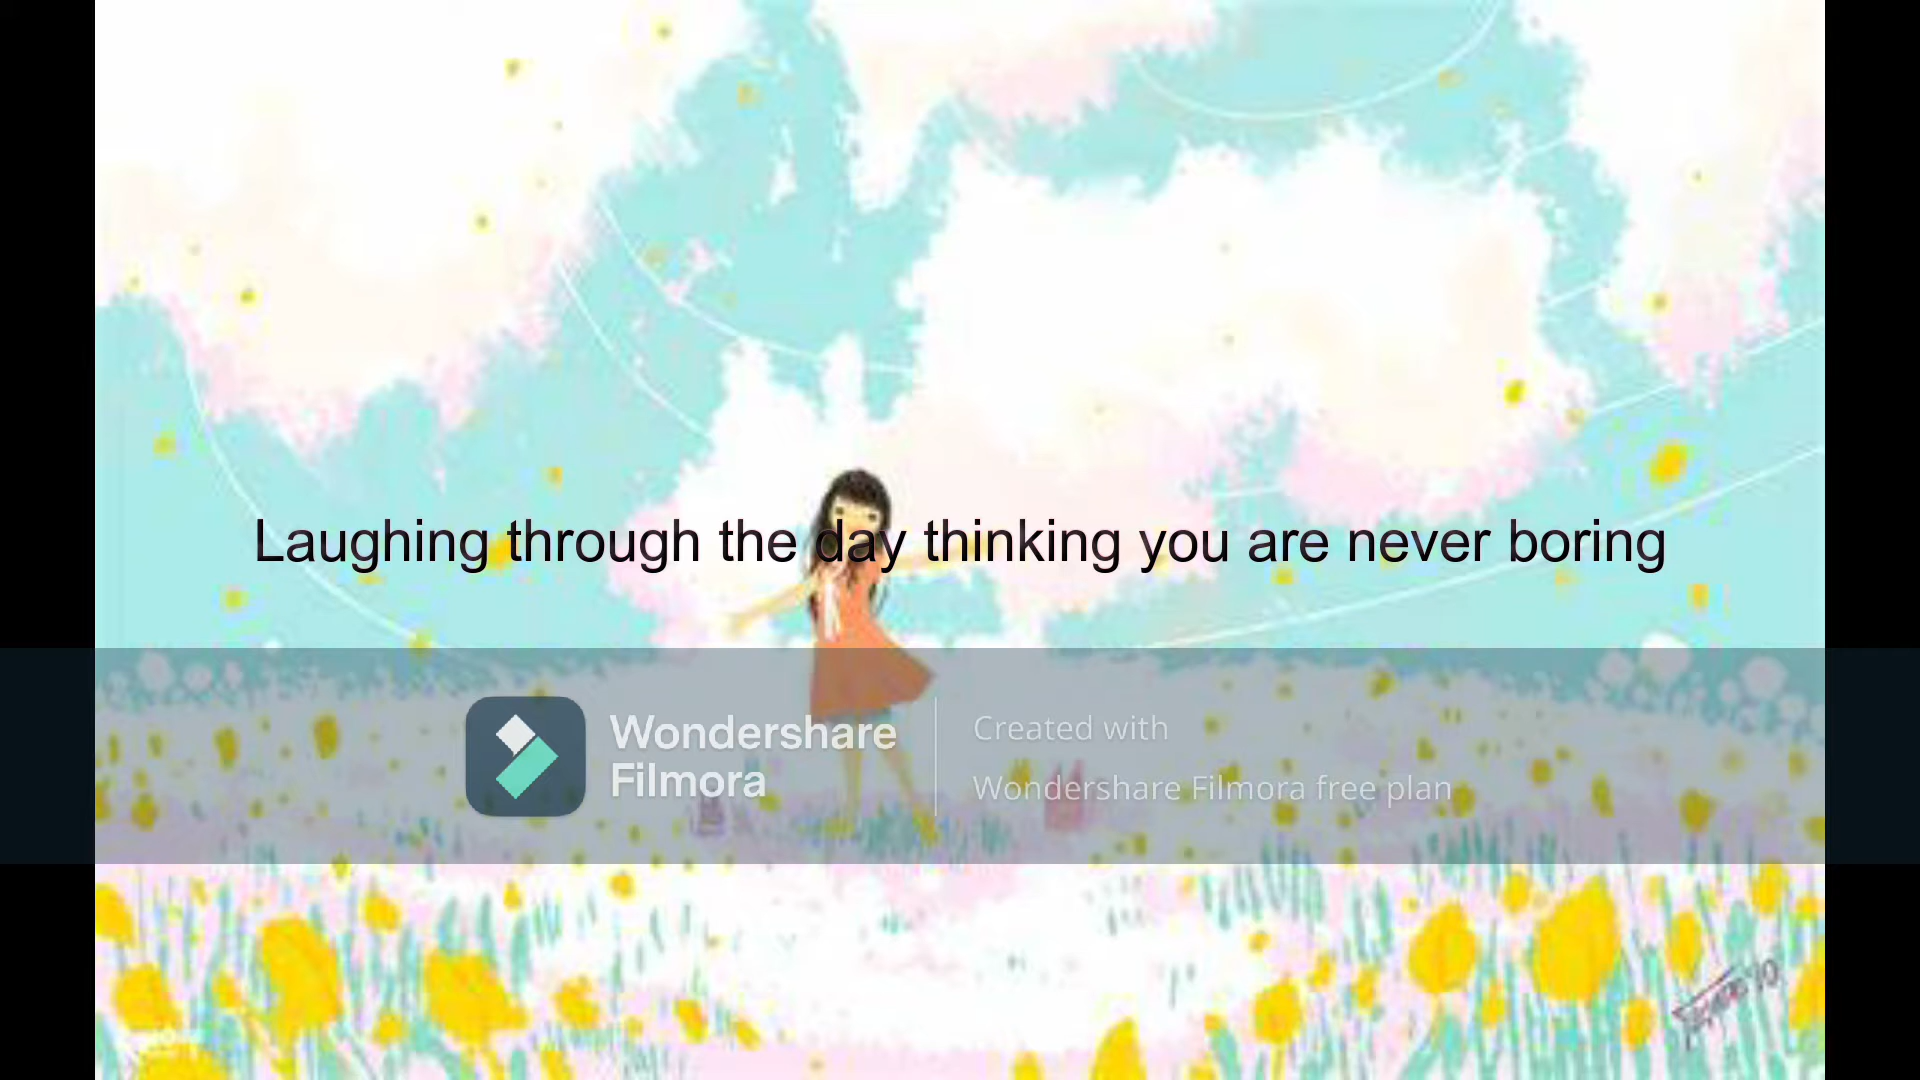 Laughing through the day thinking you are never boring
Wondershare
Filmora
Created with
Wondershare Filmora free plan